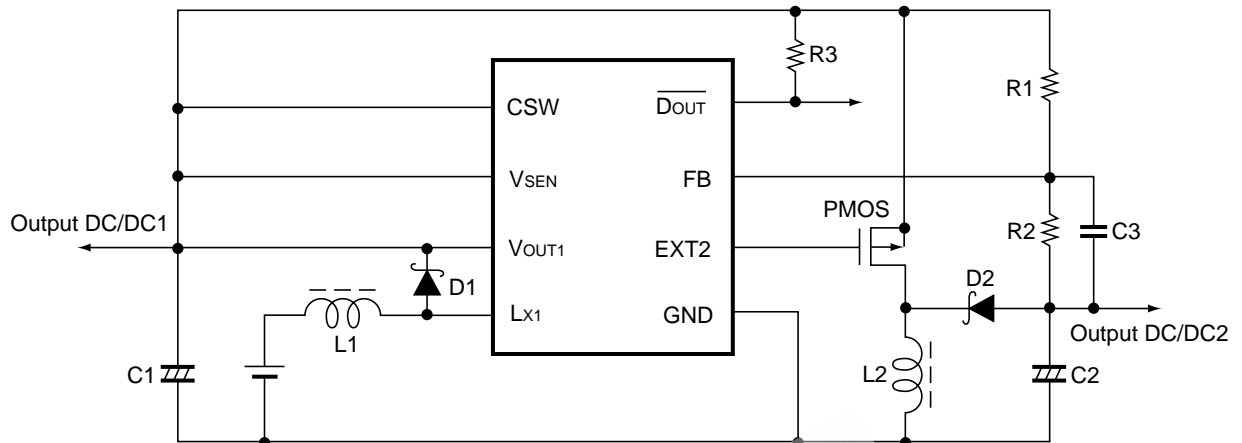 R3
R1
CSW
DOUT
VSEN
FB
PMOS
Output DC/DC1
R2
C3
VOUT1
EXT2
D1
D2
LX1
GND
L1
Output DC/DC2
C1
L2
C2